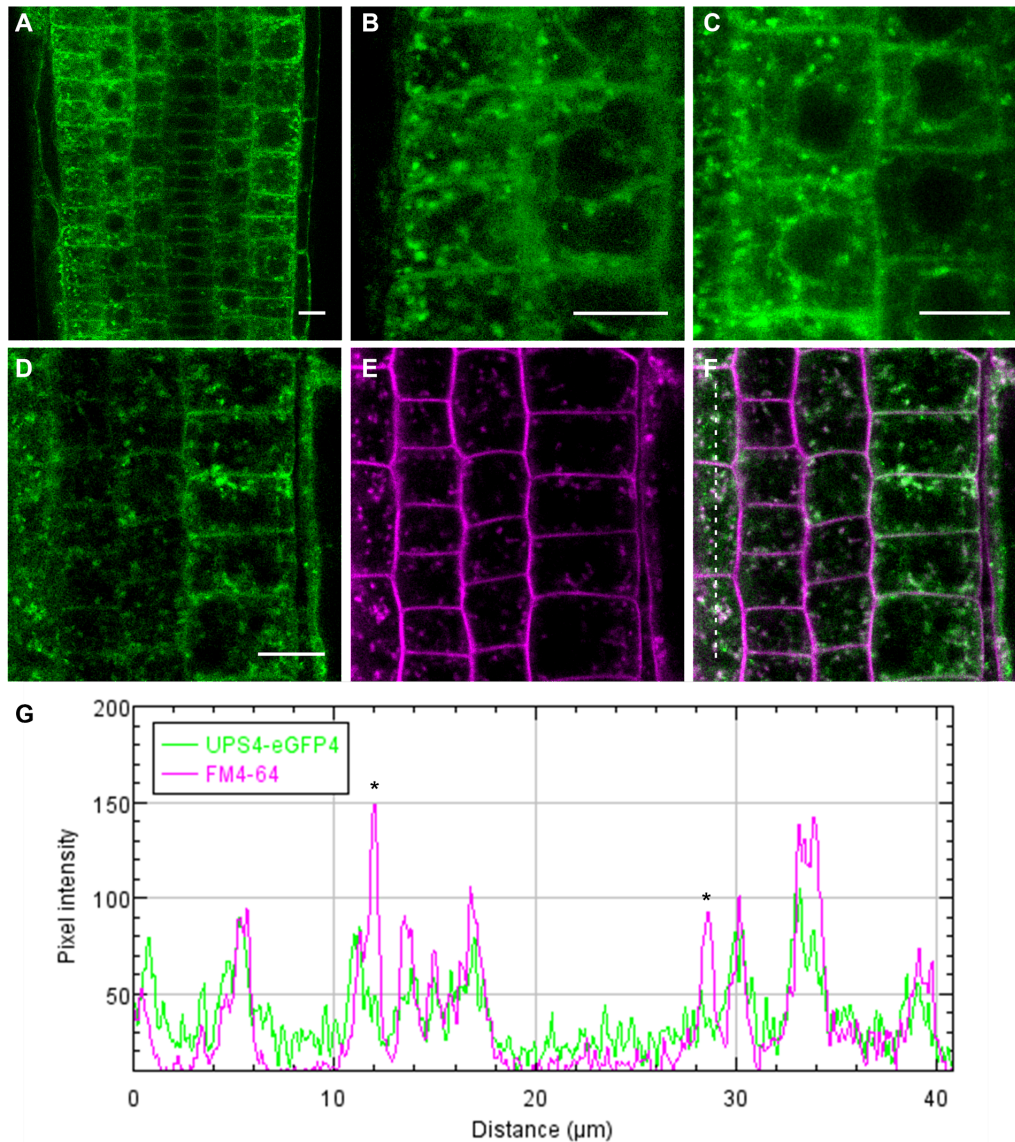 A
B
C
D
E
F
G
200
150
100
50
UPS4-eGFP4
FM4-64
*
*
Pixel intensity
0
10
20
30
40
Distance (µm)